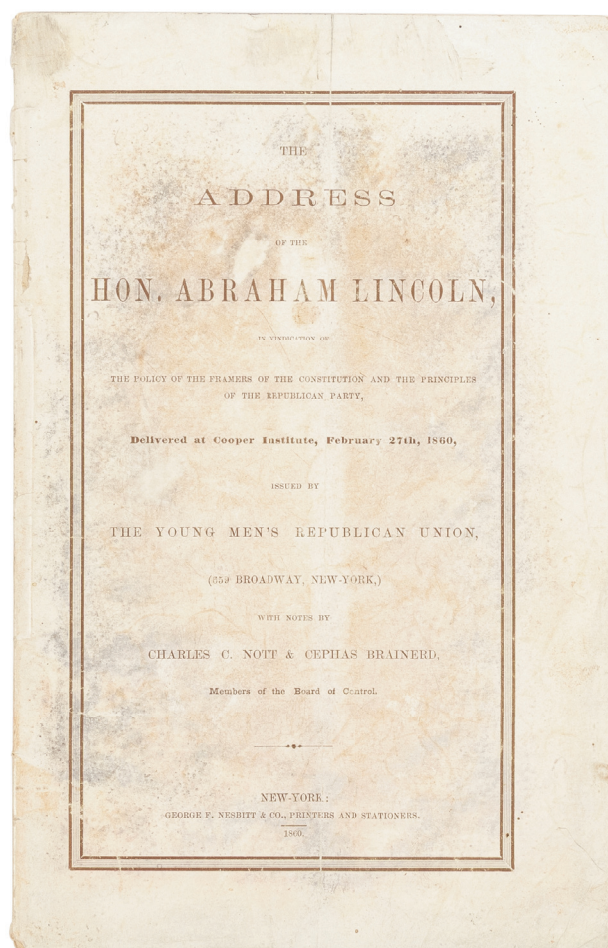 THE
ADDRESS
OF THE
HON. ABRAHAM LINCOLN,
IN VINDICATION OF
THE POLICY OF THE FRAMERS OF THE CONSTITUTION AND THE PRINCIPLES
OF THE REPUBLICAN PARTY,
Delivered at Cooper Institute, February 27th, 1860,
ISSUED BY
THE YOUNG MEN'S REPUBLICAN UNION,
(659 BROADWAY, NEW-YORK,)
WITH NOTES BY
CHARLES C. NOTT & CEPHAS BRAINERD,
Members of the Board of Control.
NEW-YORK:
GEORGE F. NESBITT & CO., PRINTERS AND STATIONERS.
1860.